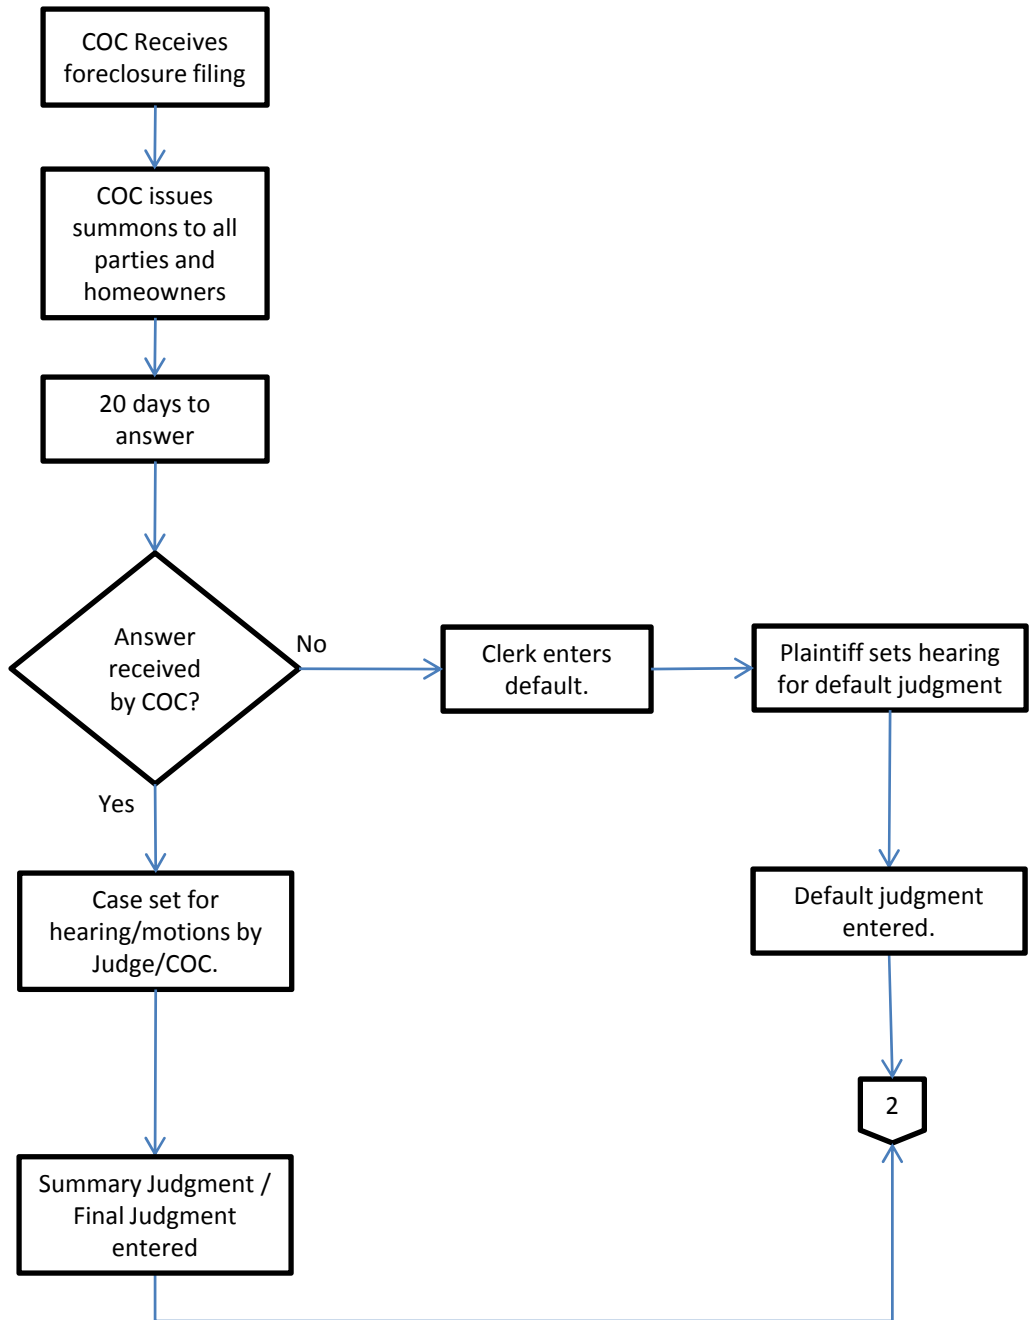 COC Receives
foreclosure filing
COC issues
summons to all
parties and
homeowners
20 days to
answer
Answer
received
by COC?
No
Clerk enters
default.
Plaintiff sets hearing
for default judgment
Yes
Case set for
hearing/motions by
Judge/COC.
Default judgment
entered.
2
Summary Judgment /
Final Judgment
entered